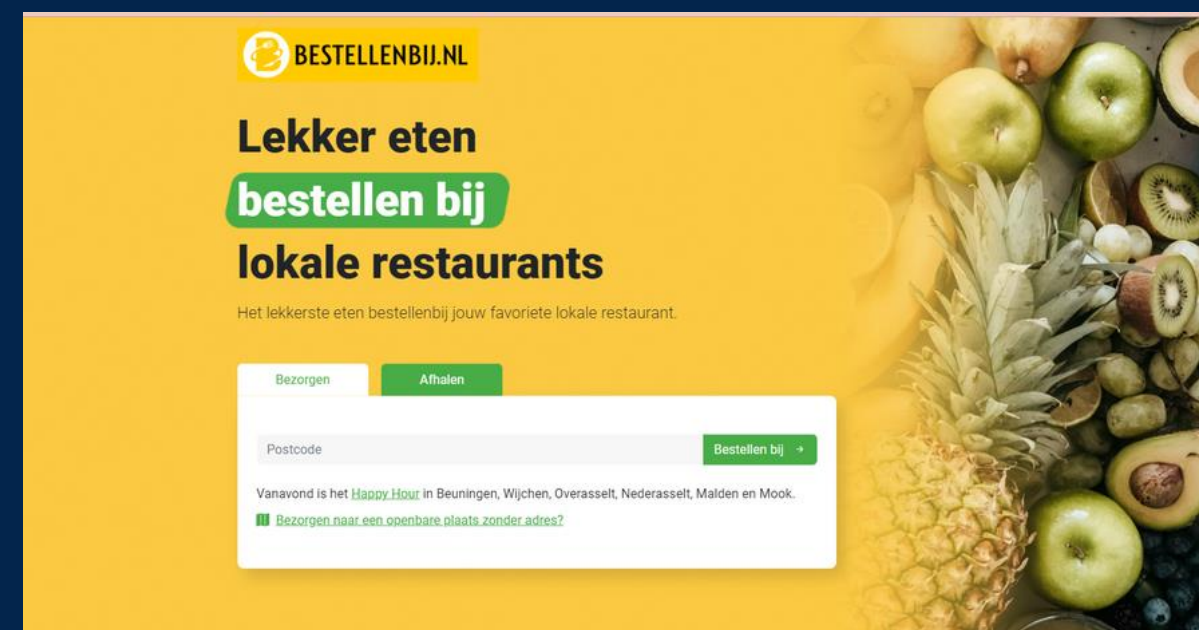 BESTELLENBIJ.NL
Lekker eten
bestellen bij
lokale restaurants
Het lekkerste eten bestellenbij jouw favoriete lokale restaurant.
Bezorgen
Afhalen
Postcode
Bestellen bij →
Vanavond is het Happy Hour in Beuningen, Wijchen, Overasselt, Nederasselt, Malden en Mook.
Bezorgen naar een openbare plaats zonder adres?